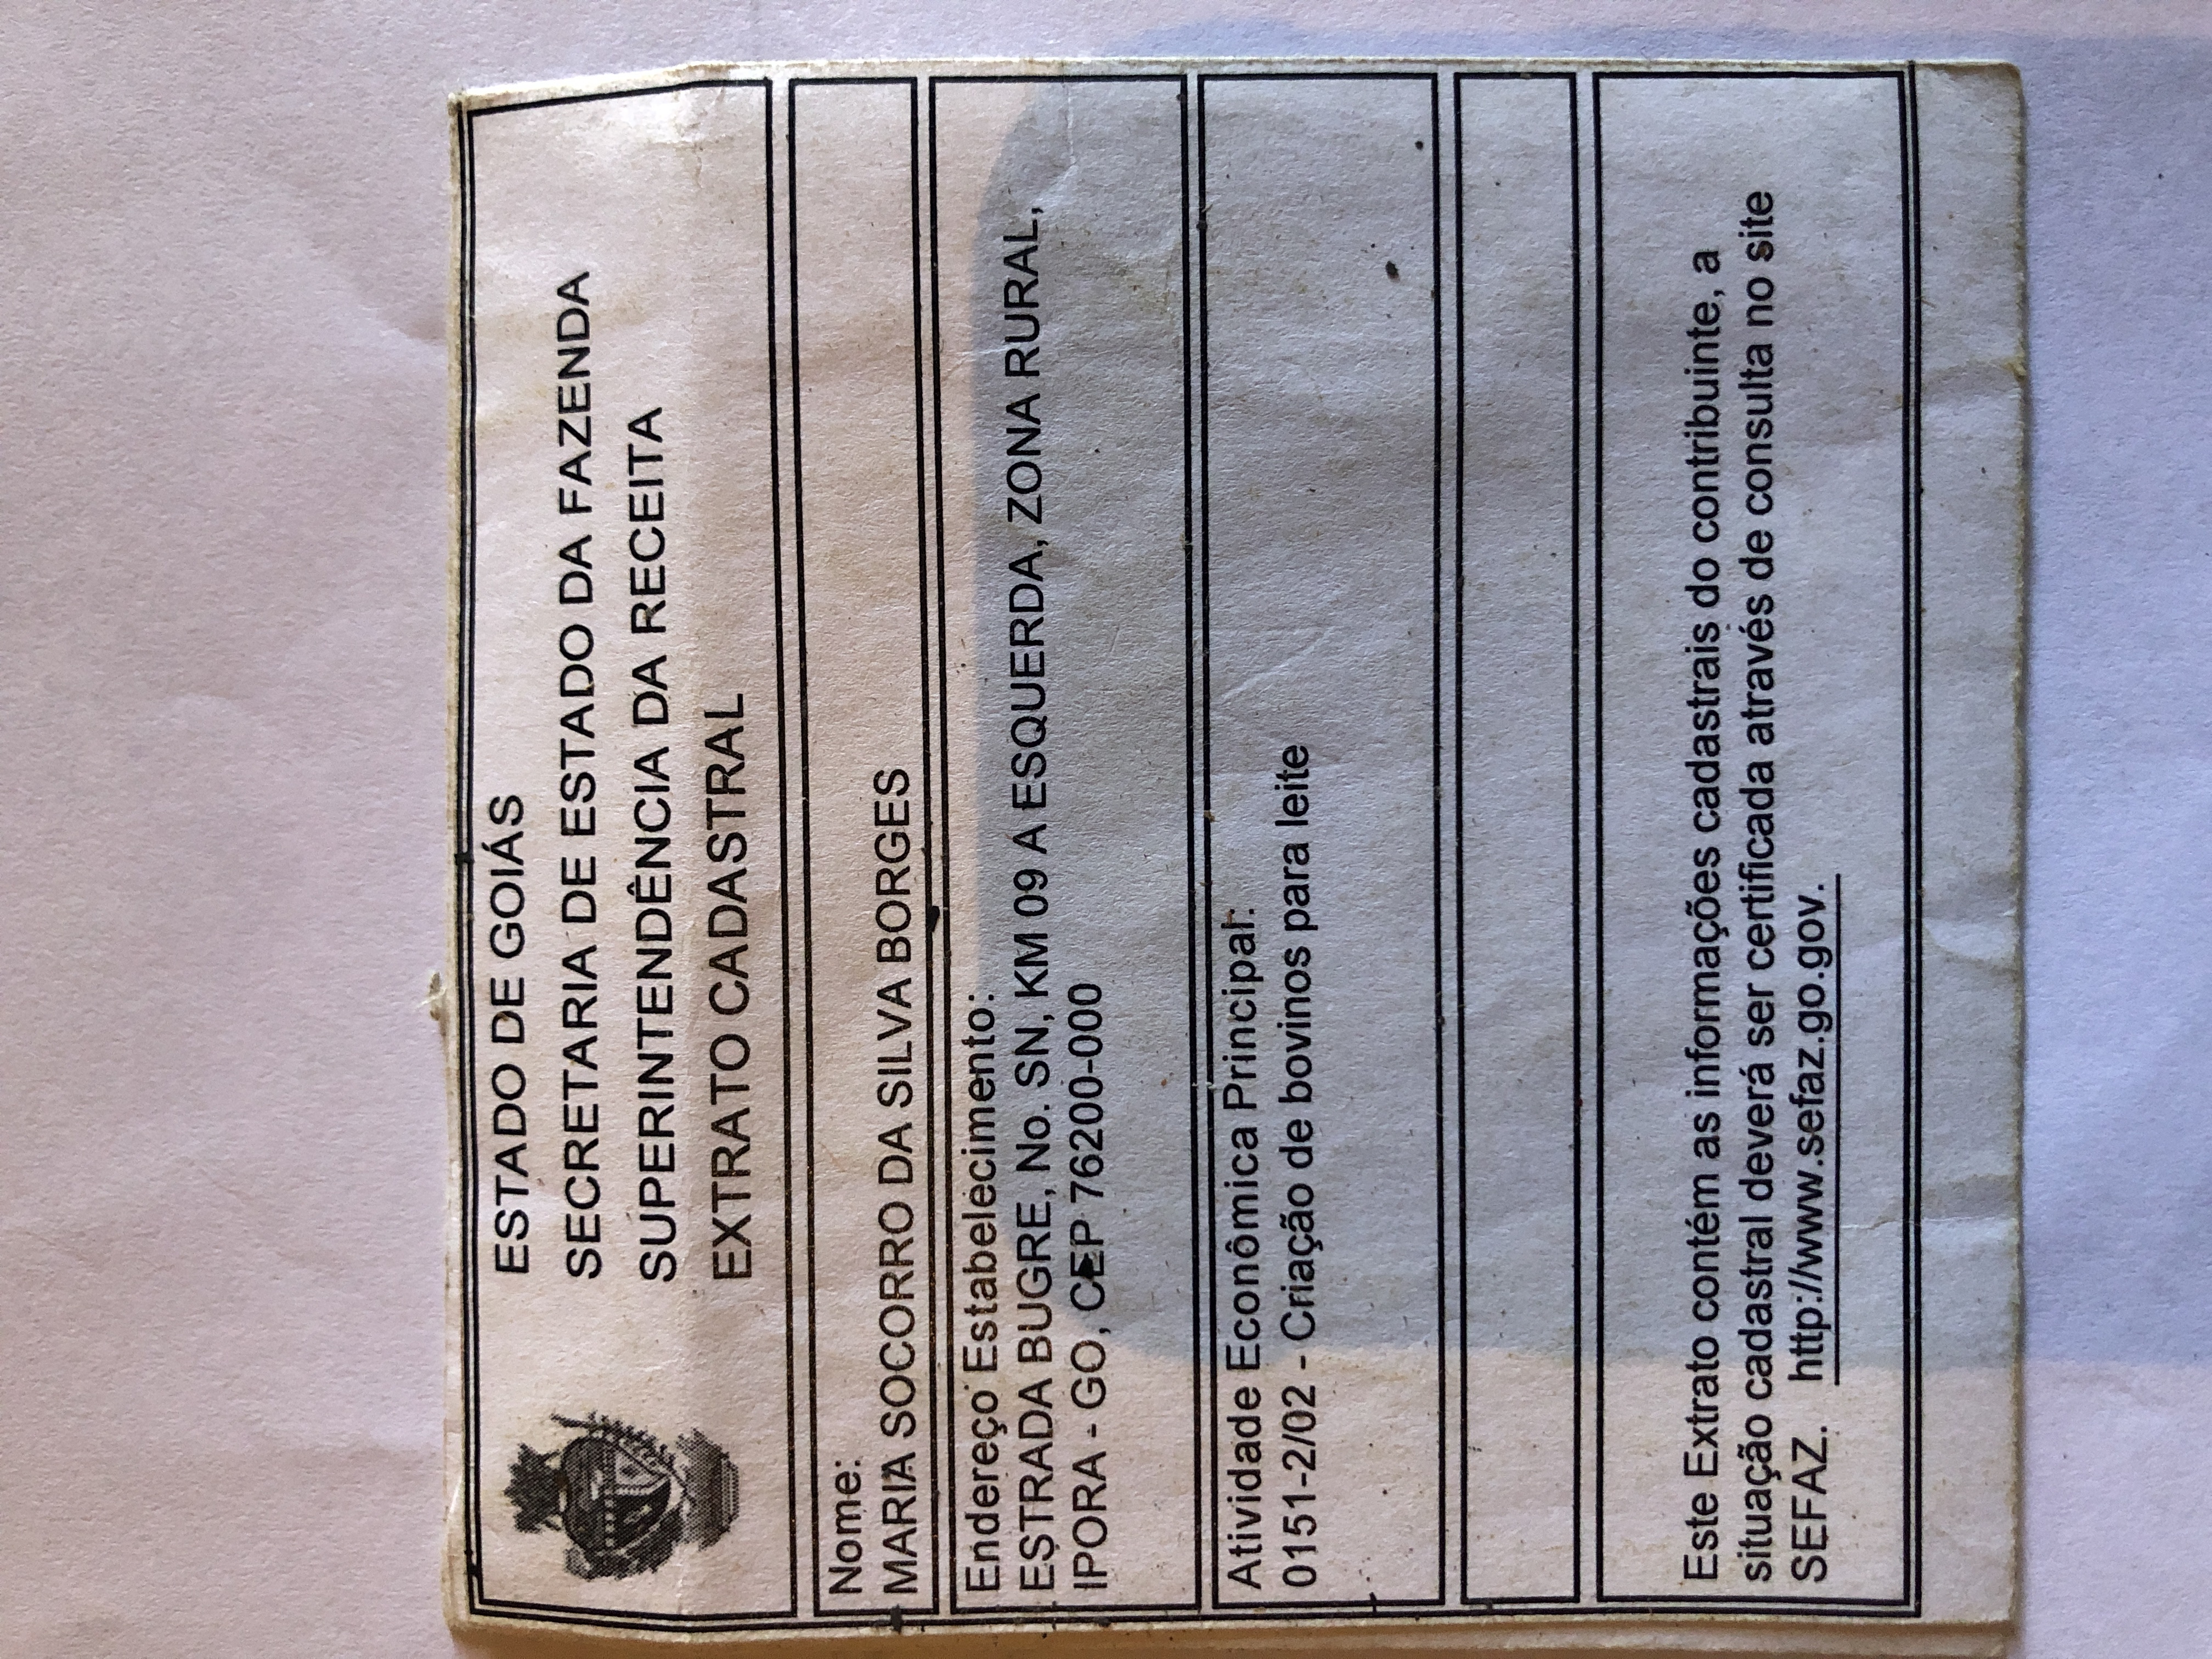 ESTADO DE GOIÁS
SECRETARIA DE ESTADO DA FAZENDA
SUPERINTENDÊNCIA DA RECEITA
EXTRATO CADASTRAL
Nome:
MARIA SOCORRO DA SILVA BORGES
Endereço Estabelecimento:
ESTRADA BUGRE, No. SN, KM 09 A ESQUERDA, ZONA RURAL,
IPORA - GO, CEP 76200-000
Atividade Econômica Principal:
0151-2/02 - Criação de bovinos para leite
Este Extrato contém as informações cadastrais do contribuinte, a
situação cadastral deverá ser certificada através de consulta no site
SEFAZ. http://www.sefaz.go.gov.